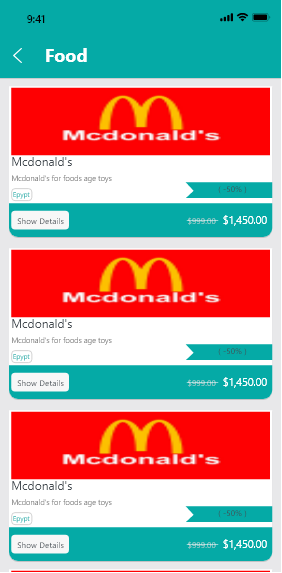 9:41
Food
Mcdonald's
Mcdonald's
Mcdonald's for foods age toys
Epypt
( -50% )
Show Details
$999.00 $1,450.00
Mcdonald's
Mcdonald's
Mcdonald's for foods age toys
Epypt
( -50% )
Show Details
$999.00 $1,450.00
Mcdonald's
Mcdonald's
Mcdonald's for foods age toys
Epypt
( -50% )
Show Details
$999.00 $1,450.00